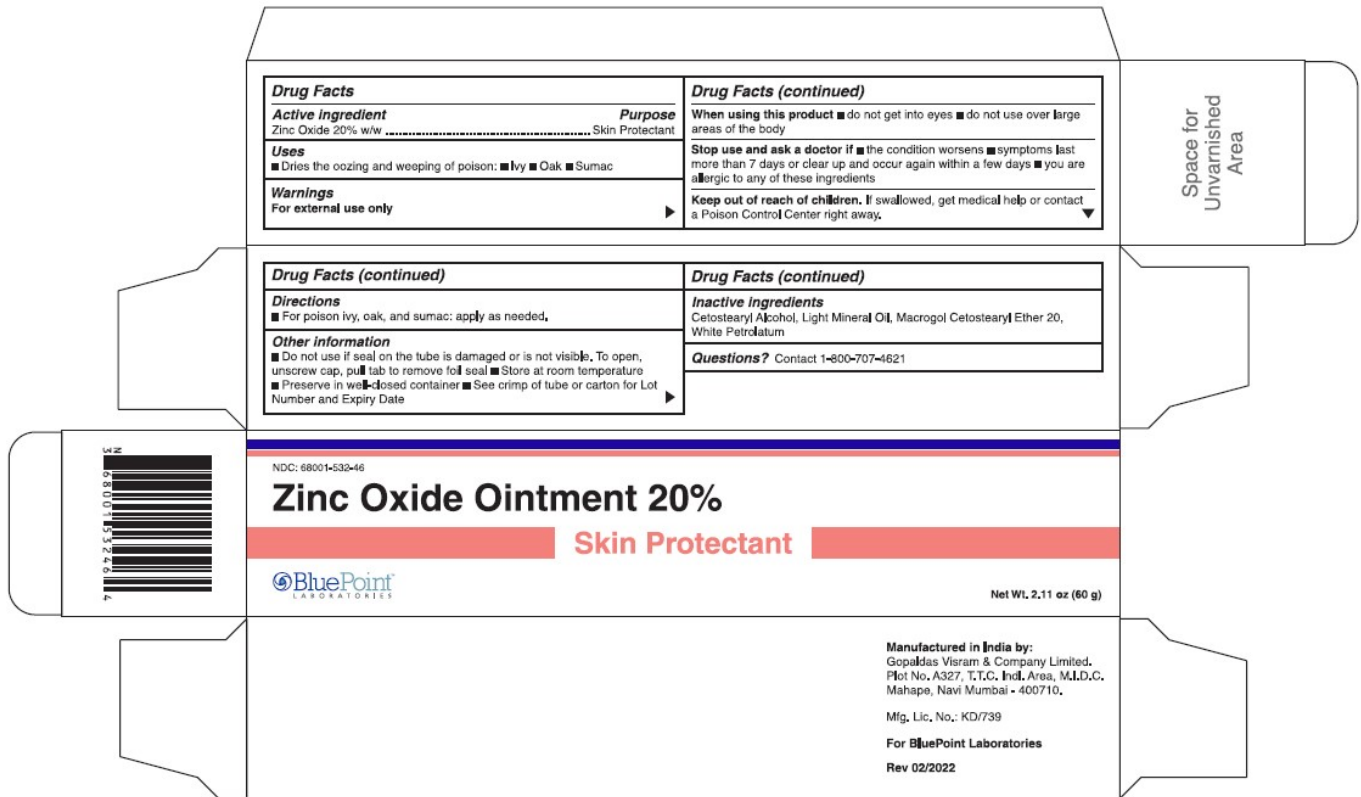 Drug Facts
Active ingredient Purpose
Zinc Oxide 20% w/w ........................................ Skin Protectant
Uses
■ Dries the oozing and weeping of poison: ■ Ivy ■ Oak ■ Sumac
Warnings
For external use only
Drug Facts (continued)
When using this product ■ do not get into eyes ■ do not use over large
areas of the body
Stop use and ask a doctor if ■ the condition worsens ■ symptoms last
more than 7 days or clear up and occur again within a few days ■ you are
allergic to any of these ingredients
Keep out of reach of children. If swallowed, get medical help or contact
a Poison Control Center right away.
Space for
Unvarnished
Area
Drug Facts (continued)
Directions
■ For poison ivy, oak, and sumac: apply as needed.
Other information
■ Do not use if seal on the tube is damaged or is not visible. To open,
unscrew cap, pull tab to remove foil seal ■ Store at room temperature
■ Preserve in well-closed container ■ See crimp of tube or carton for Lot
Number and Expiry Date
Drug Facts (continued)
Inactive ingredients
Cetostearyl Alcohol, Light Mineral Oil, Macrogol Cetostearyl Ether 20,
White Petrolatum
Questions? Contact 1-800-707-4621
N
3 68001 53246 4
NDC: 68001-532-46
Zinc Oxide Ointment 20%
Skin Protectant
BluePoint™
LABORATORIES
Net Wt. 2.11 oz (60 g)
Manufactured in India by:
Gopaldas Visram & Company Limited.
Plot No. A327, T.T.C. Indl. Area, M.I.D.C.
Mahape, Navi Mumbai - 400710.
Mfg. Lic. No.: KD/739
For BluePoint Laboratories
Rev 02/2022